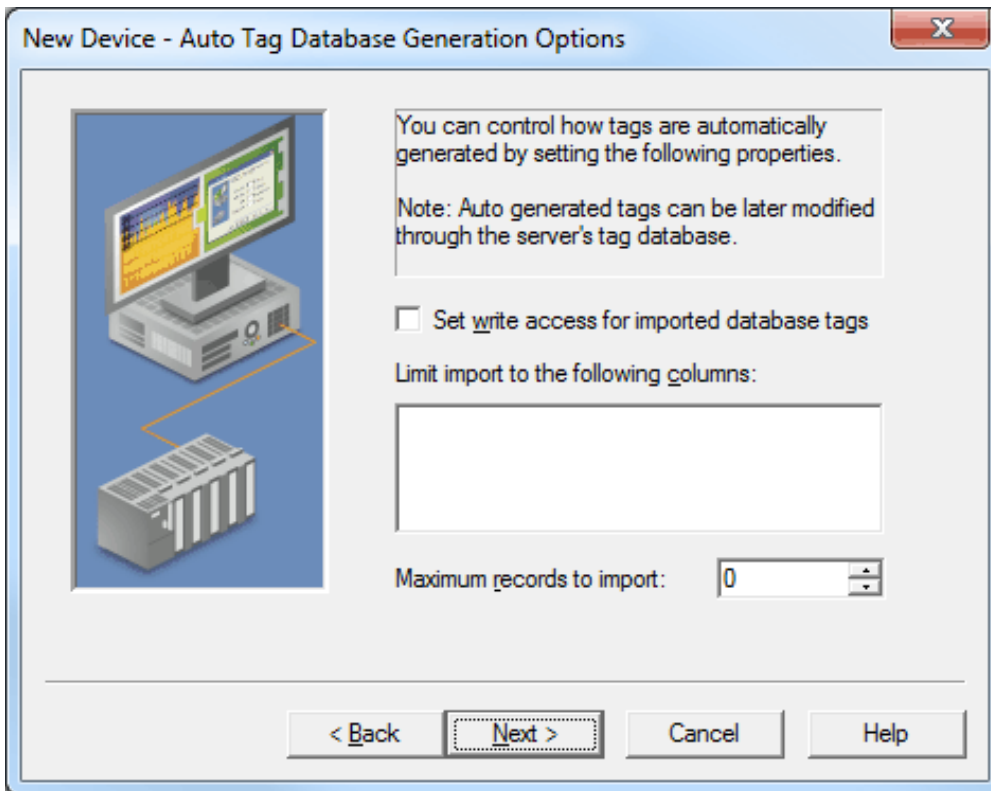 New Device - Auto Tag Database Generation Options
You can control how tags are automatically
generated by setting the following properties.
Note: Auto generated tags can be later modified
through the server's tag database.
Set write access for imported database tags
Limit import to the following columns:
Maximum records to import: 0
< Back Next > Cancel Help